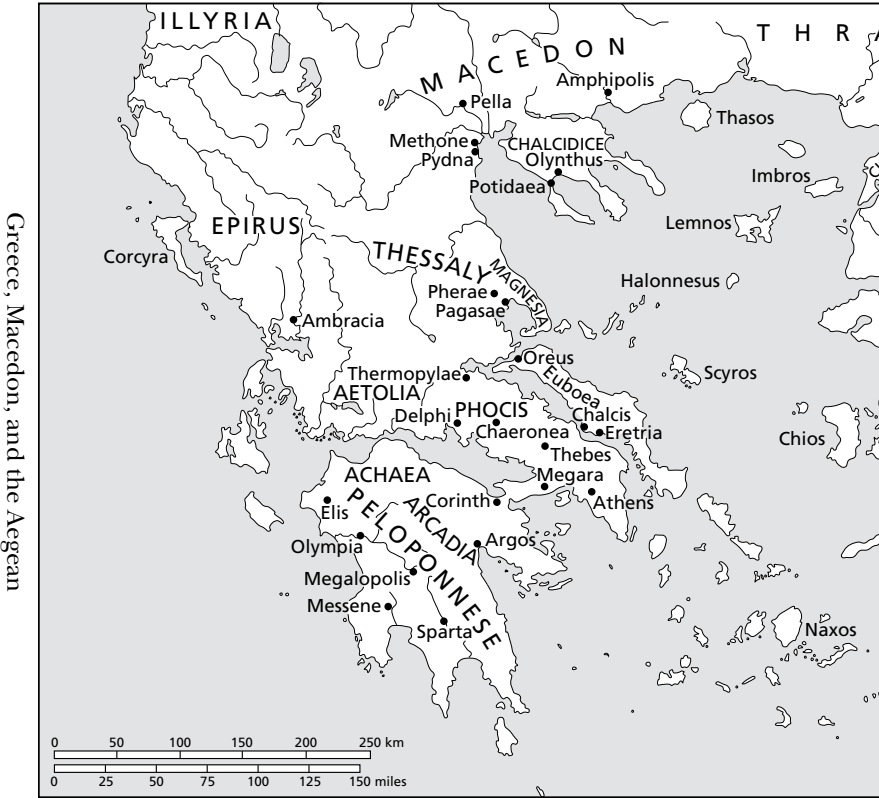 Greece, Macedon, and the Aegean
ILLYRIA
MACEDON
THRA
Amphipolis
Pella
Thasos
Methone
CHALCIDICE
Pydna
Olynthus
Imbros
Potidaea
Lemnos
EPIRUS
Corcyra
THESSALY
MAGNESIA
Halonnesus
Pherae
Pagasae
Ambracia
Oreus
Thermopylae
Euboea
Scyros
AETOLIA
Delphi
PHOCIS
Chalcis
Chaeronea
Eretria
Chios
Thebes
ACHAEA
Megara
Elis
PELOPONNESE
ARCADIA
Corinth
Athens
Olympia
Argos
Megalopolis
Messene
Sparta
Naxos
0 50 100 150 200 250 km
0 25 50 75 100 125 150 miles